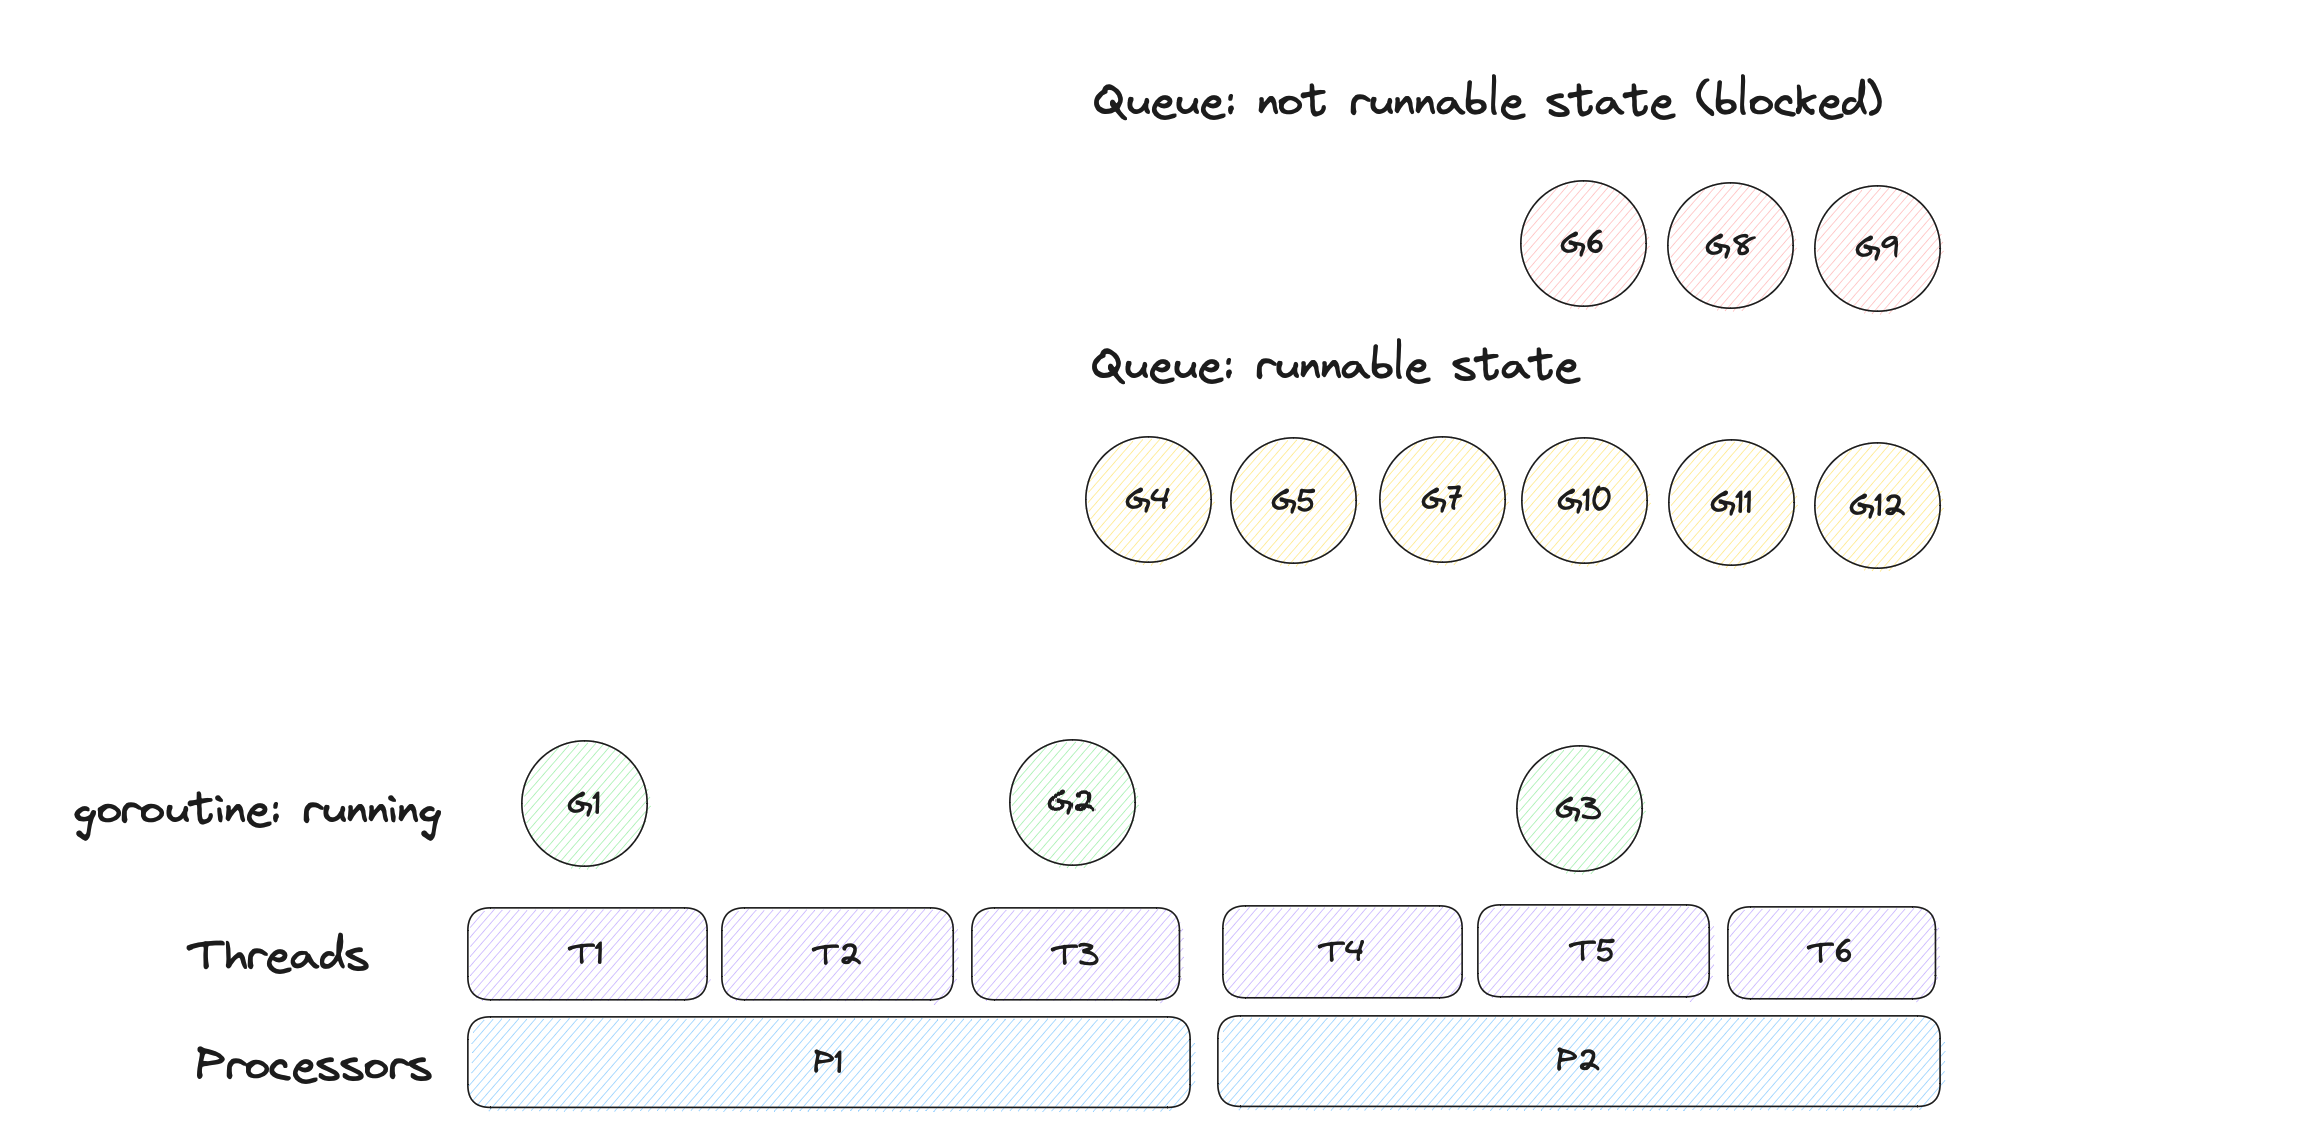 Queue: not runnable state (blocked)
G6 G8 G9
Queue: runnable state
G4 G5 G7 G10 G11 G12
goroutine: running G1 G2 G3
Threads T1 T2 T3 T4 T5 T6
Processors P1 P2